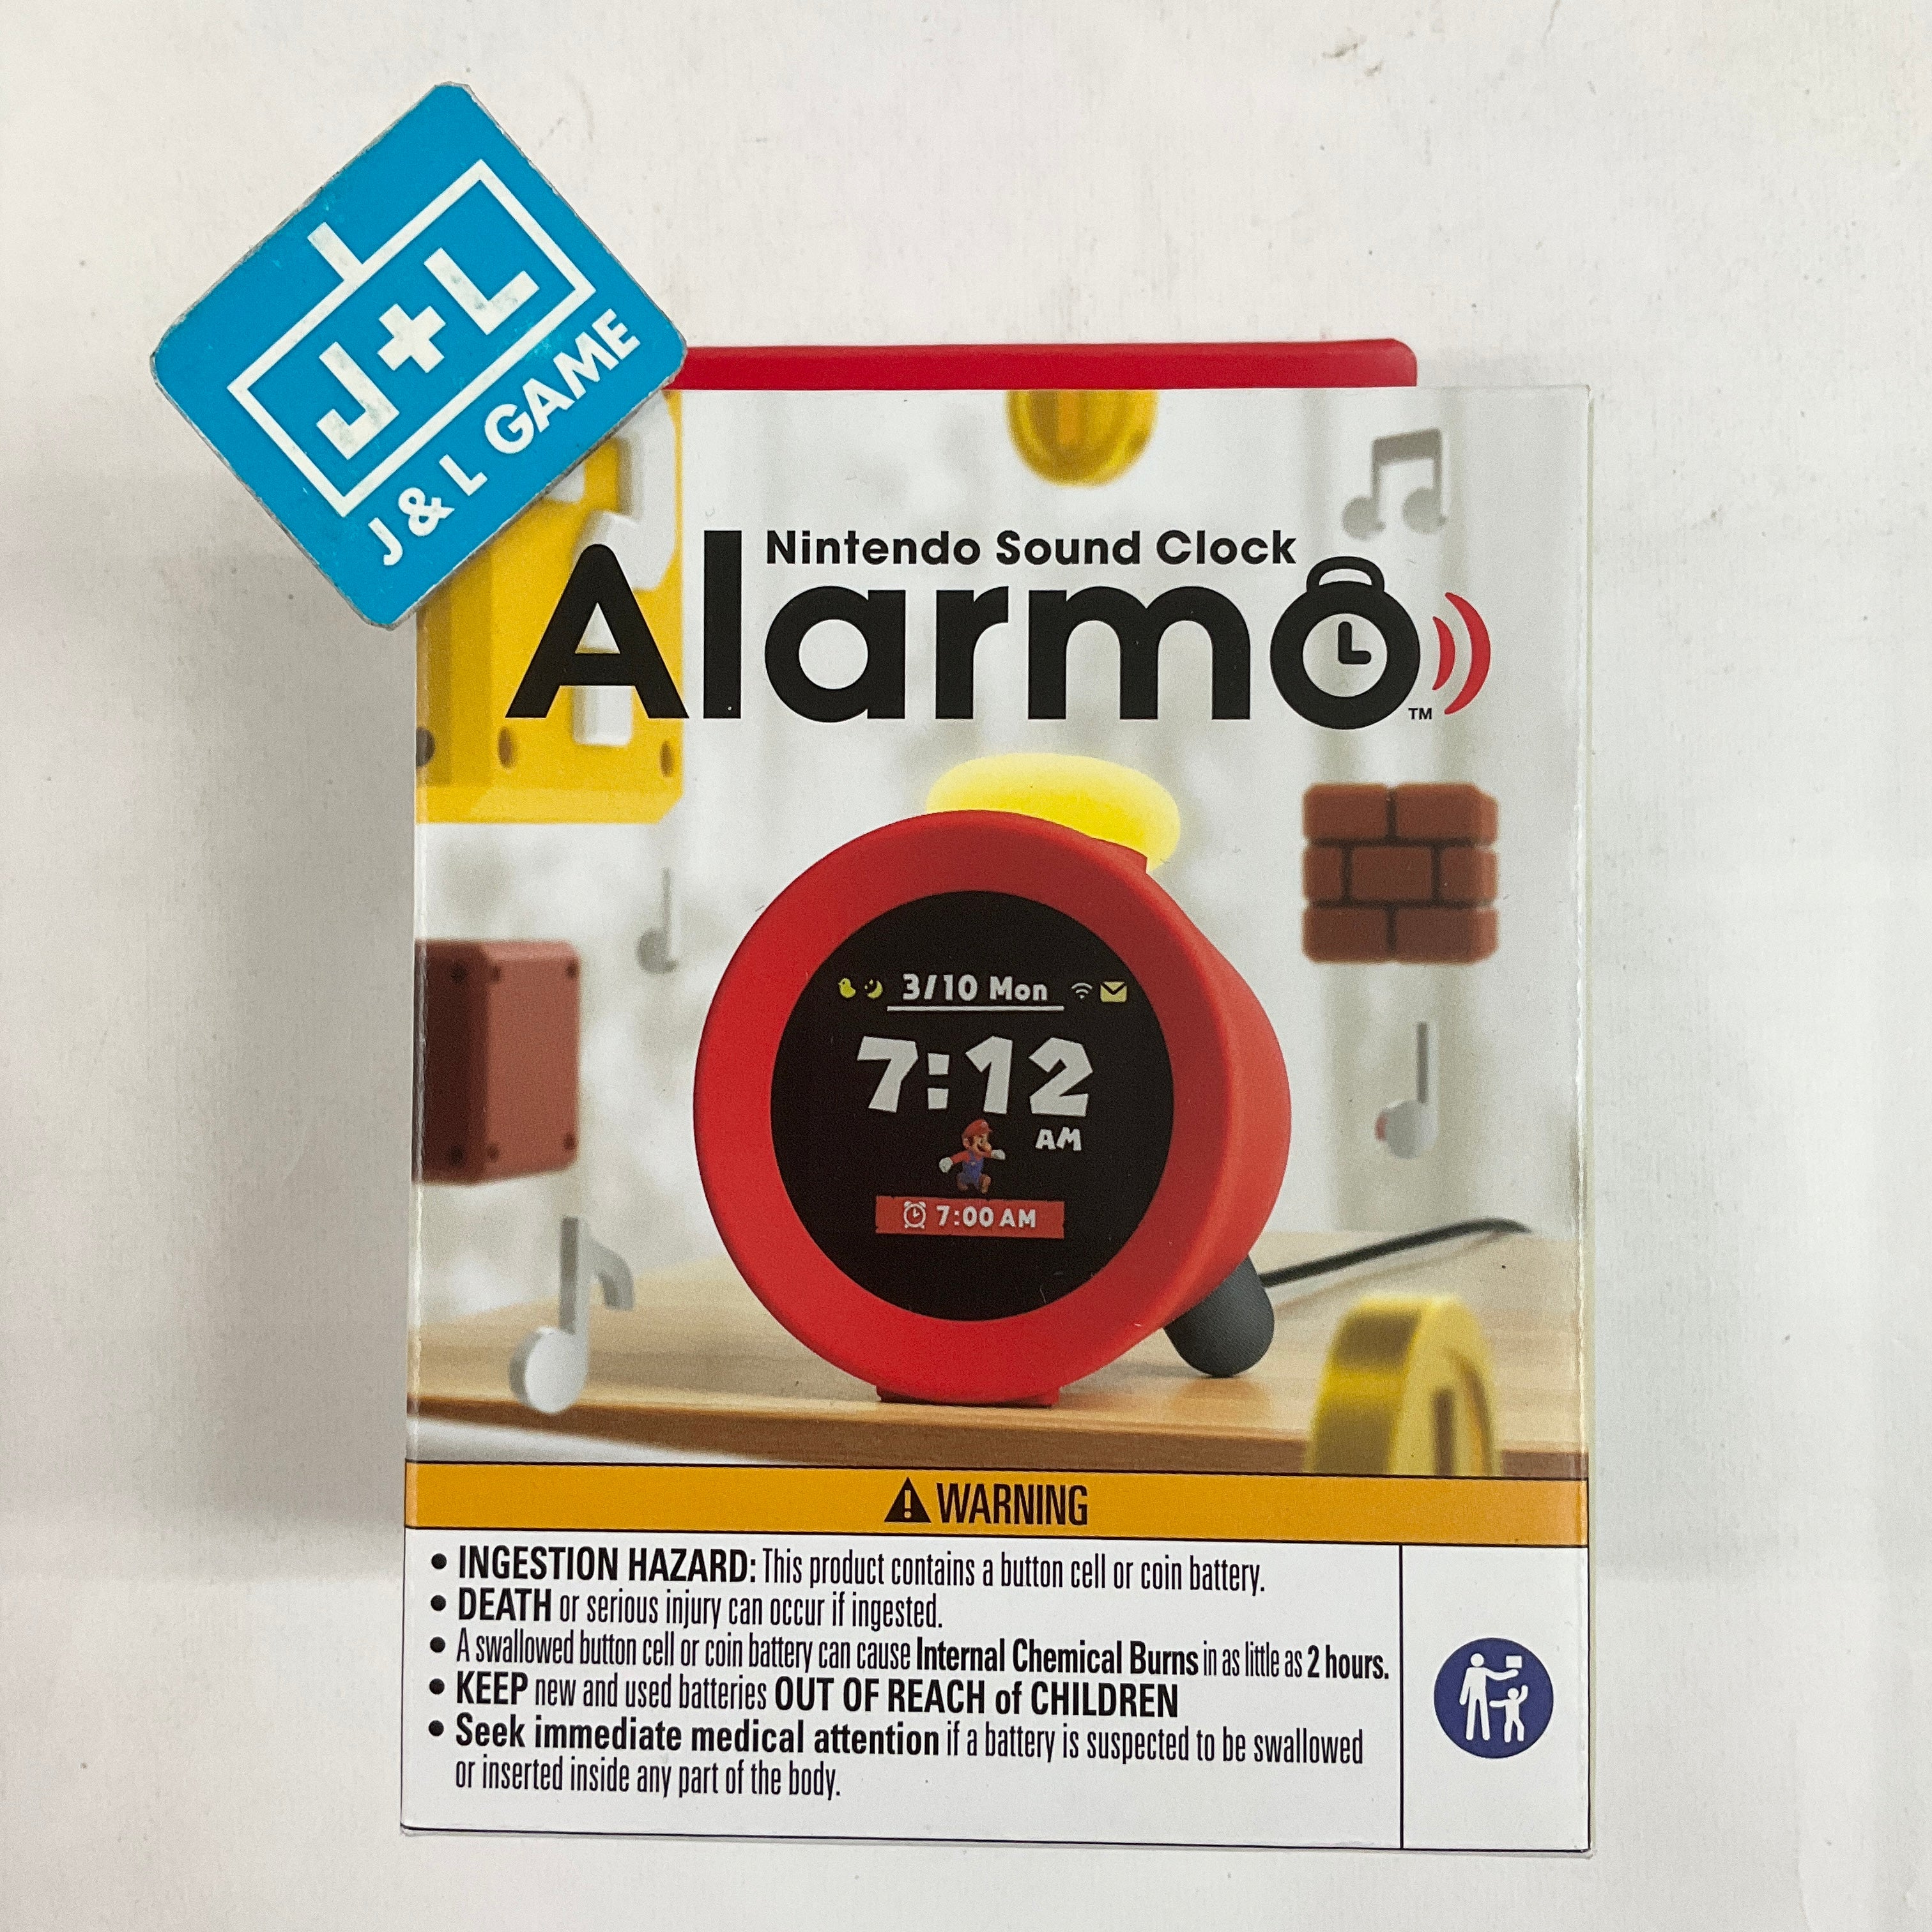 J+L
J & L GAME
Nintendo Sound Clock
Alarmo
TM
3/10 Mon
7:12
AM
7:00 AM
WARNING
• INGESTION HAZARD: This product contains a button cell or coin battery.
• DEATH or serious injury can occur if ingested.
• A swallowed button cell or coin battery can cause Internal Chemical Burns in as little as 2 hours.
• KEEP new and used batteries OUT OF REACH of CHILDREN
• Seek immediate medical attention if a battery is suspected to be swallowed
or inserted inside any part of the body.